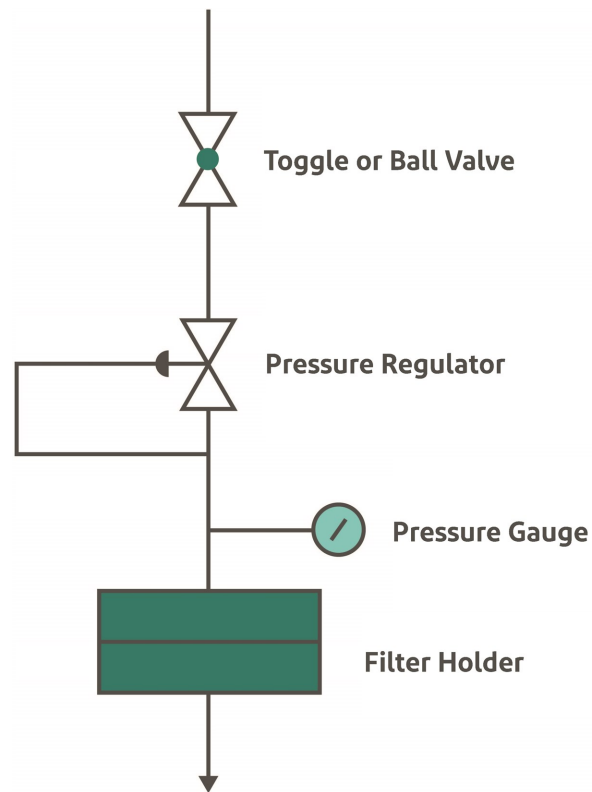 Toggle or Ball Valve
Pressure Regulator
Pressure Gauge
Filter Holder